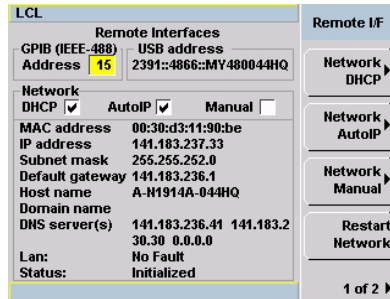 LCL
Remote Interfaces
GPIB (IEEE-488)
Address 15
USB address
2391::4866::MY480044HQ
Network
DHCP AutoIP Manual
MAC address 00:30:d3:11:90:be
IP address 141.183.237.33
Subnet mask 255.255.252.0
Default gateway 141.183.236.1
Host name A-N1914A-044HQ
Domain name
DNS server(s) 141.183.236.41 141.183.2
30.30 0.0.0.0
Lan: No Fault
Status: Initialized
Remote I/F
Network
DHCP
Network
AutoIP
Network
Manual
Restart
Network
1 of 2